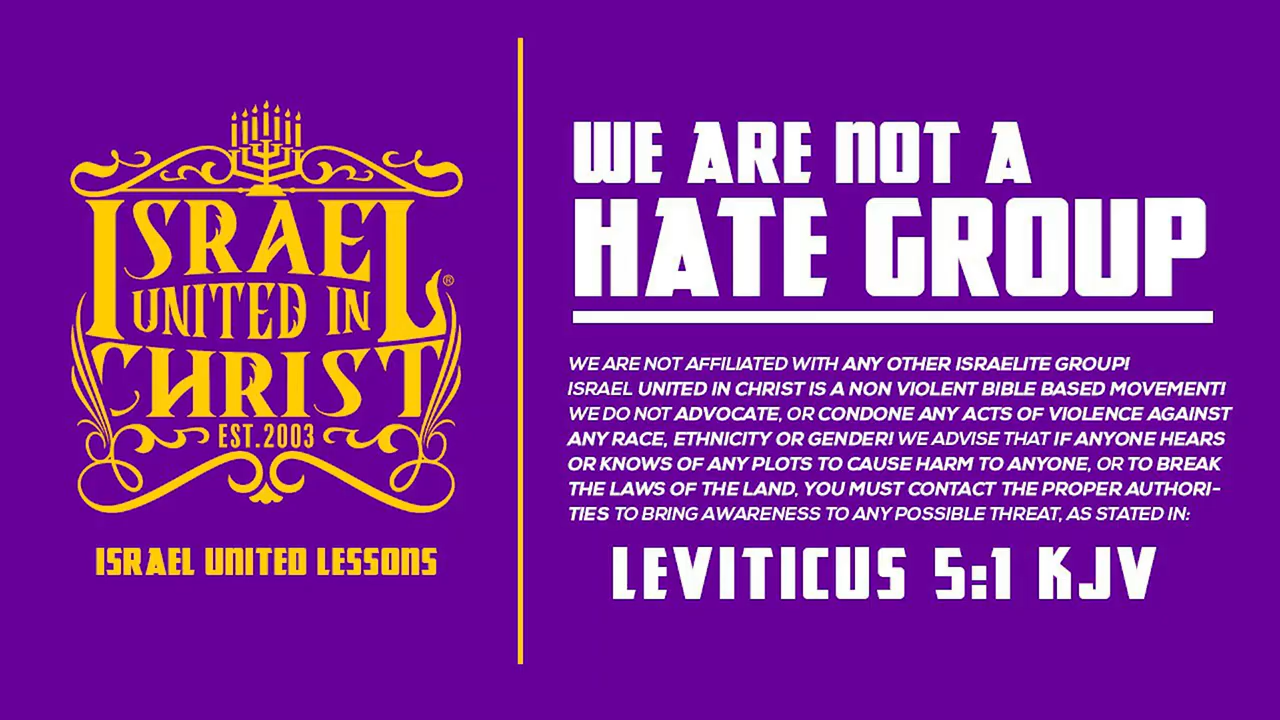 ISRAEL
UNITED IN
CHRIST
®
EST.2003
ISRAEL UNITED LESSONS
WE ARE NOT A
HATE GROUP
WE ARE NOT AFFILIATED WITH ANY OTHER ISRAELITE GROUP!
ISRAEL UNITED IN CHRIST IS A NON VIOLENT BIBLE BASED MOVEMENT!
WE DO NOT ADVOCATE, OR CONDONE ANY ACTS OF VIOLENCE AGAINST
ANY RACE, ETHNICITY OR GENDER! WE ADVISE THAT IF ANYONE HEARS
OR KNOWS OF ANY PLOTS TO CAUSE HARM TO ANYONE, OR TO BREAK
THE LAWS OF THE LAND, YOU MUST CONTACT THE PROPER AUTHORI-
TIES TO BRING AWARENESS TO ANY POSSIBLE THREAT, AS STATED IN:
LEVITICUS 5:1 KJV